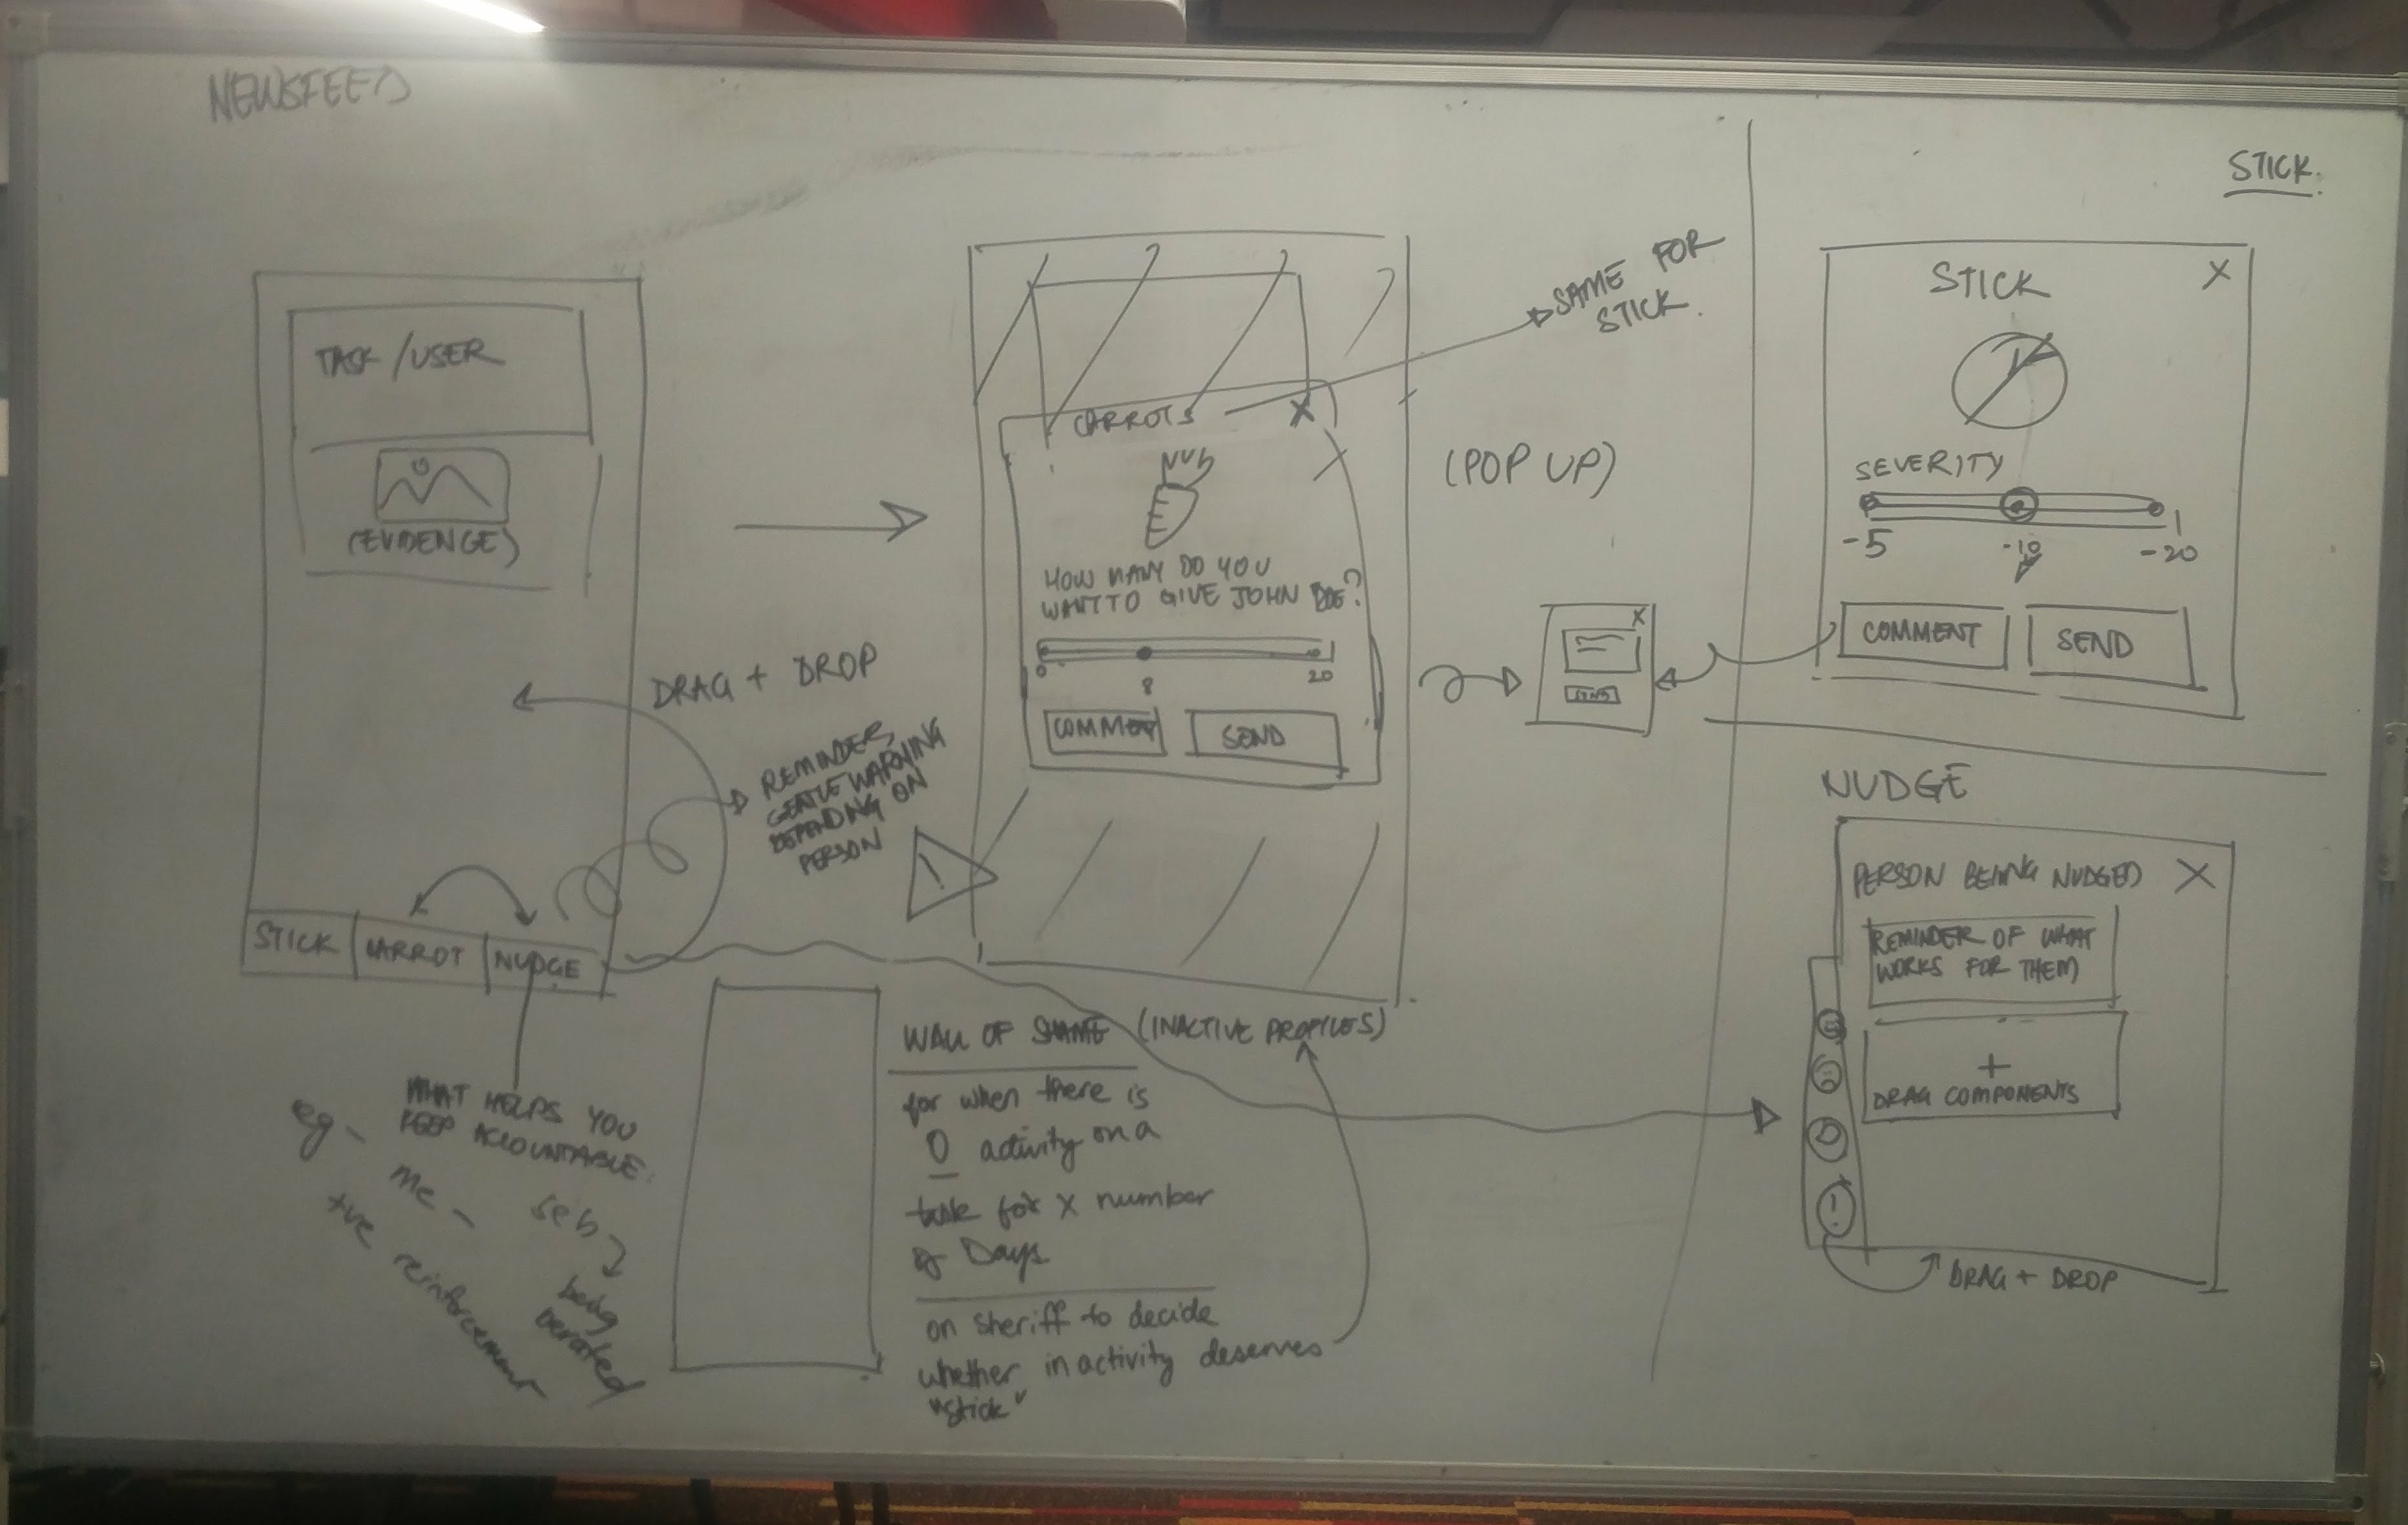 NEWSFEED
TASK / USER
(EVIDENCE)
STICK
CARROT
NUDGE
DRAG + DROP
REMINDER,
GENTLE WARNING
DEPENDING ON
PERSON
!
WHAT HELPS YOU
KEEP ACCOUNTABLE.
eg -
me -
+ve reinforcement
seb
being
berated
CARROTS
X
HOW MANY DO YOU
WANT TO GIVE JOHN DOE?
0
8
20
COMMENT
SEND
SAME FOR
STICK.
(POP UP)
X
SEND
WALL OF SHAME (INACTIVE PROFILES)
for when there is
0 activity on a
task for X number
of Days
on sheriff to decide
whether inactivity deserves
"stick"
STICK.
STICK
X
SEVERITY
-5
-10
-20
COMMENT
SEND
NUDGE
PERSON BEING NUDGED
X
REMINDER OF WHAT
WORKS FOR THEM
+
DRAG COMPONENTS
!
DRAG + DROP